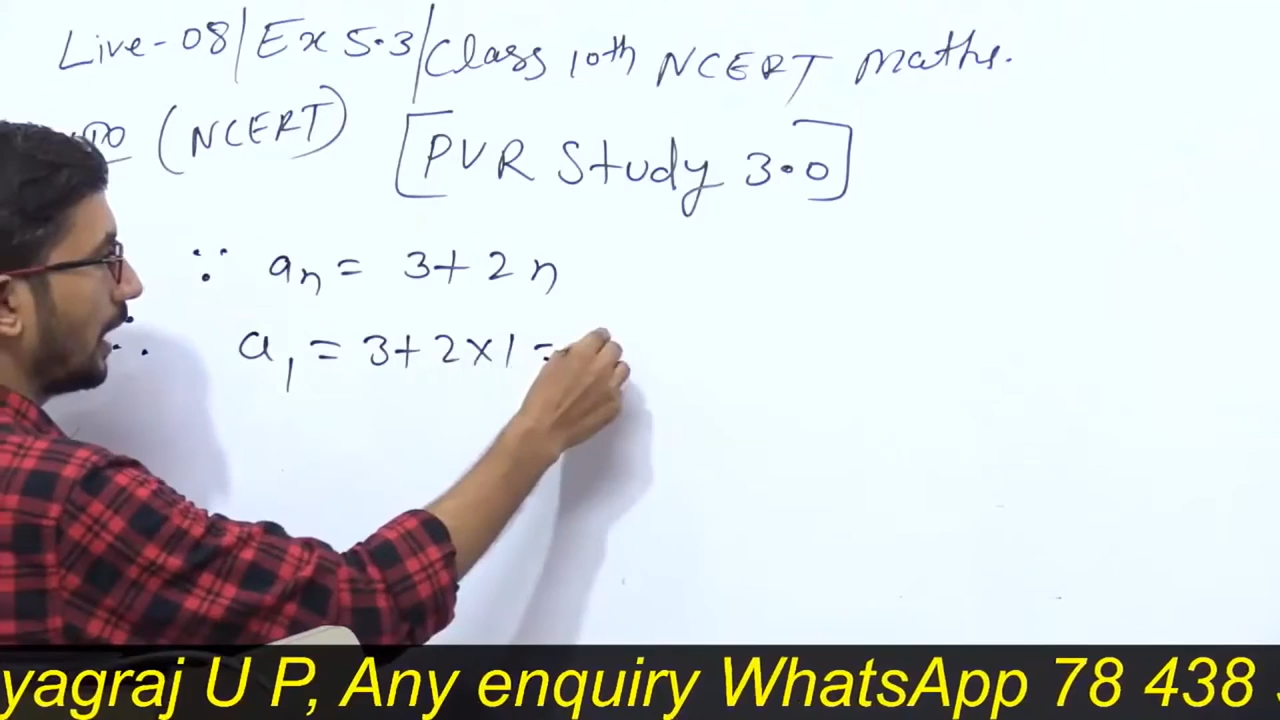 Live-08/Ex 5.3/Class 10th NCERT Maths.
(NCERT) [PVR Study 3.0]
∵ aₙ = 3+2n
∴ a₁ = 3+2×1 =
yagraj U P, Any enquiry WhatsApp 78 438